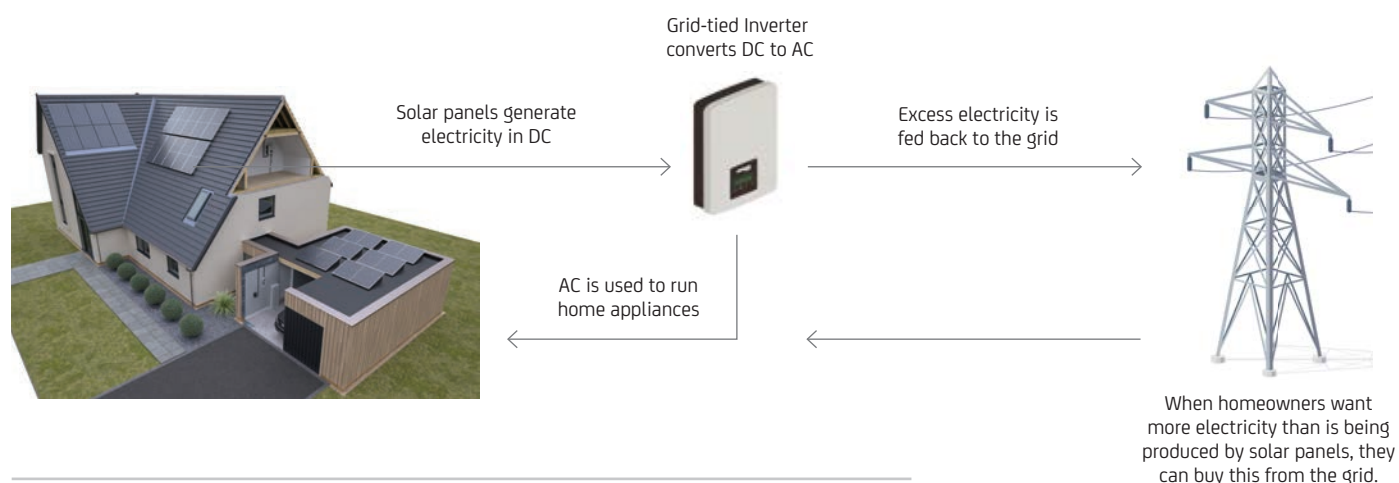 Grid-tied Inverter
converts DC to AC
Solar panels generate
electricity in DC
Excess electricity is
fed back to the grid
AC is used to run
home appliances
When homeowners want
more electricity than is being
produced by solar panels, they
can buy this from the grid.